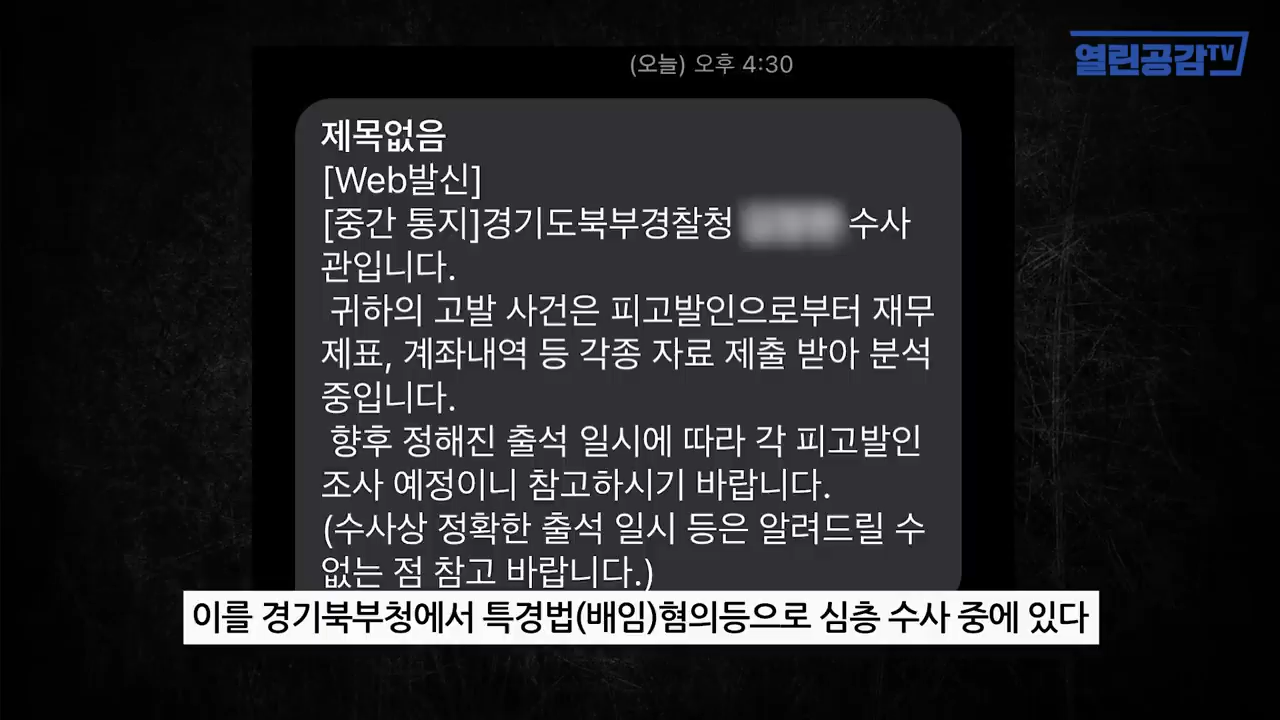 열린공감TV
(오늘) 오후 4:30
제목없음
[Web발신]
[중간 통지]경기도북부경찰청 수사
관입니다.
귀하의 고발 사건은 피고발인으로부터 재무
제표, 계좌내역 등 각종 자료 제출 받아 분석
중입니다.
향후 정해진 출석 일시에 따라 각 피고발인
조사 예정이니 참고하시기 바랍니다.
(수사상 정확한 출석 일시 등은 알려드릴 수
없는 점 참고 바랍니다.)
이를 경기북부청에서 특경법(배임)혐의등으로 심층 수사 중에 있다